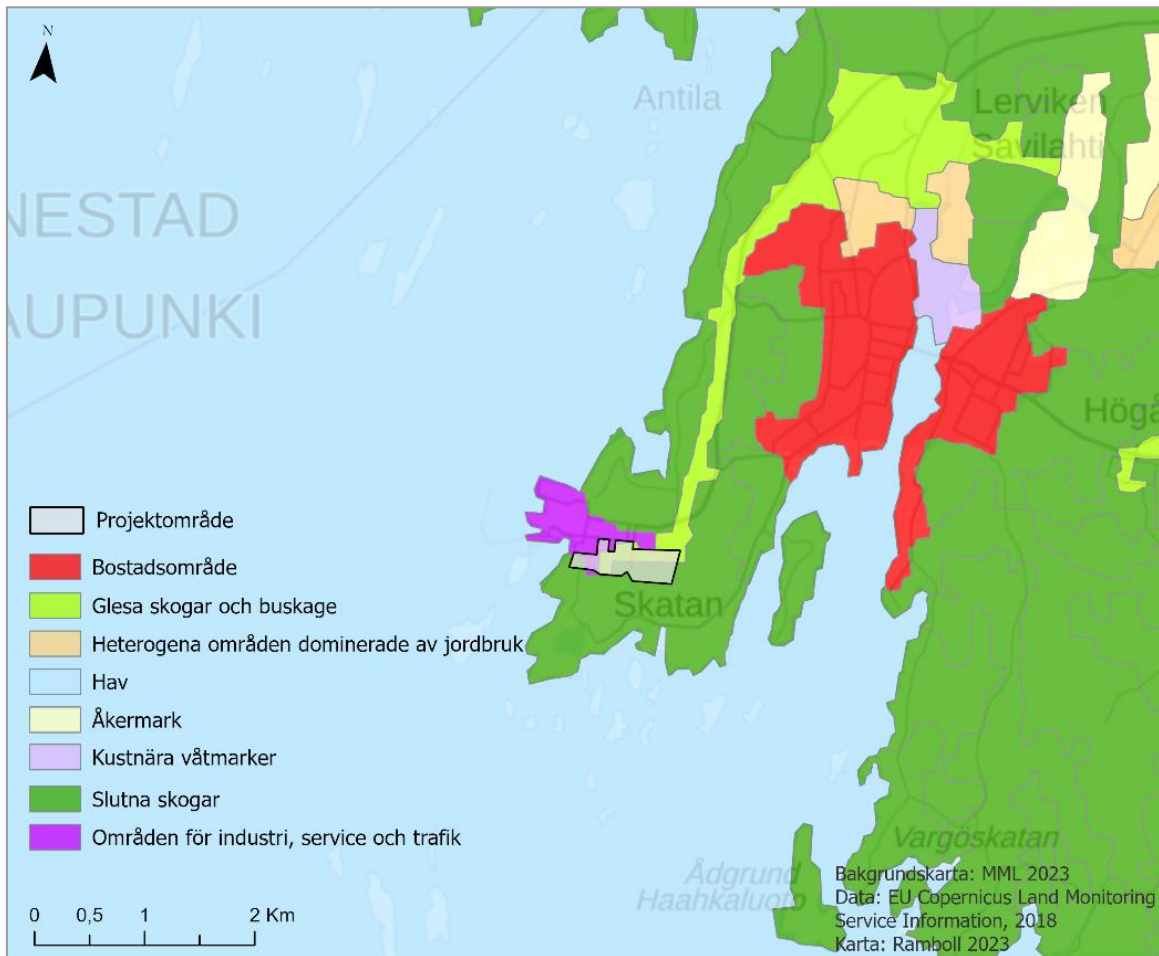 N
Antila
Lerviken
Savilahti
NESTAD
AUPUNKI
Högå
Projektområde
Bostadsområde
Skatan
Glesa skogar och buskage
Heterogena områden dominerade av jordbruk
Hav
Åkermark
Kustnära våtmarker
Slutna skogar
Områden för industri, service och trafik
Vargöskatan
Ådgrund
Haahkaluoto
Bakgrundskarta: MML 2023
Data: EU Copernicus Land Monitoring
Service Information, 2018
Karta: Ramboll 2023
0 0,5 1 2 Km